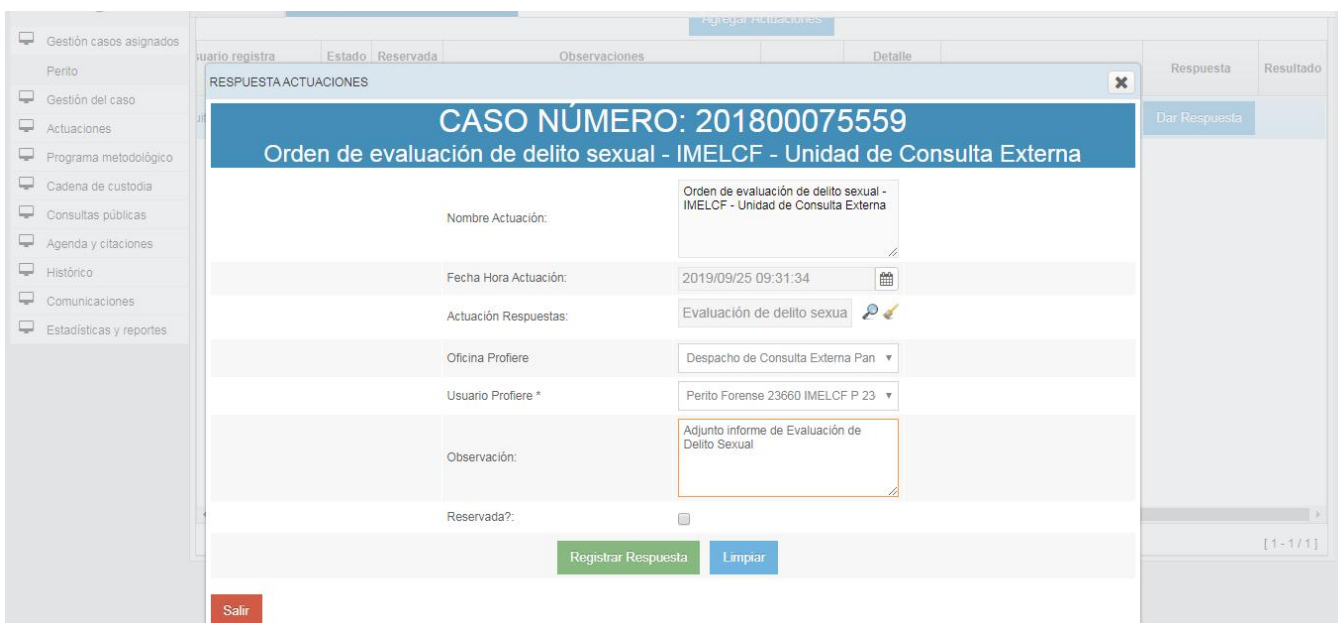 Agregar Actuaciones
Gestión casos asignados
Perito
Gestión del caso
Actuaciones
Programa metodológico
Cadena de custodia
Consultas públicas
Agenda y citaciones
Histórico
Comunicaciones
Estadísticas y reportes
registra Estado Reservada Observaciones Detalle Respuesta Resultado
Dar Respuesta
RESPUESTA ACTUACIONES
CASO NÚMERO: 201800075559
Orden de evaluación de delito sexual - IMELCF - Unidad de Consulta Externa
Nombre Actuación:
Orden de evaluación de delito sexual -
IMELCF - Unidad de Consulta Externa
Fecha Hora Actuación: 2019/09/25 09:31:34
Actuación Respuestas: Evaluación de delito sexua
Oficina Profiere Despacho de Consulta Externa Pan
Usuario Profiere * Perito Forense 23660 IMELCF P 23
Observación:
Adjunto informe de Evaluación de
Delito Sexual
Reservada?:
Registrar Respuesta Limpiar
[ 1 - 1 / 1 ]
Salir